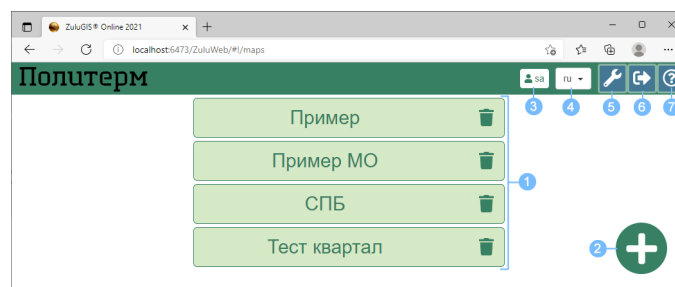 ZuluGIS® Online 2021
localhost:6473/ZuluWeb/#!/maps
Политерм
sa
ru
3 4 5 6 7
Пример
Пример МО
1
СПБ
2
Тест квартал